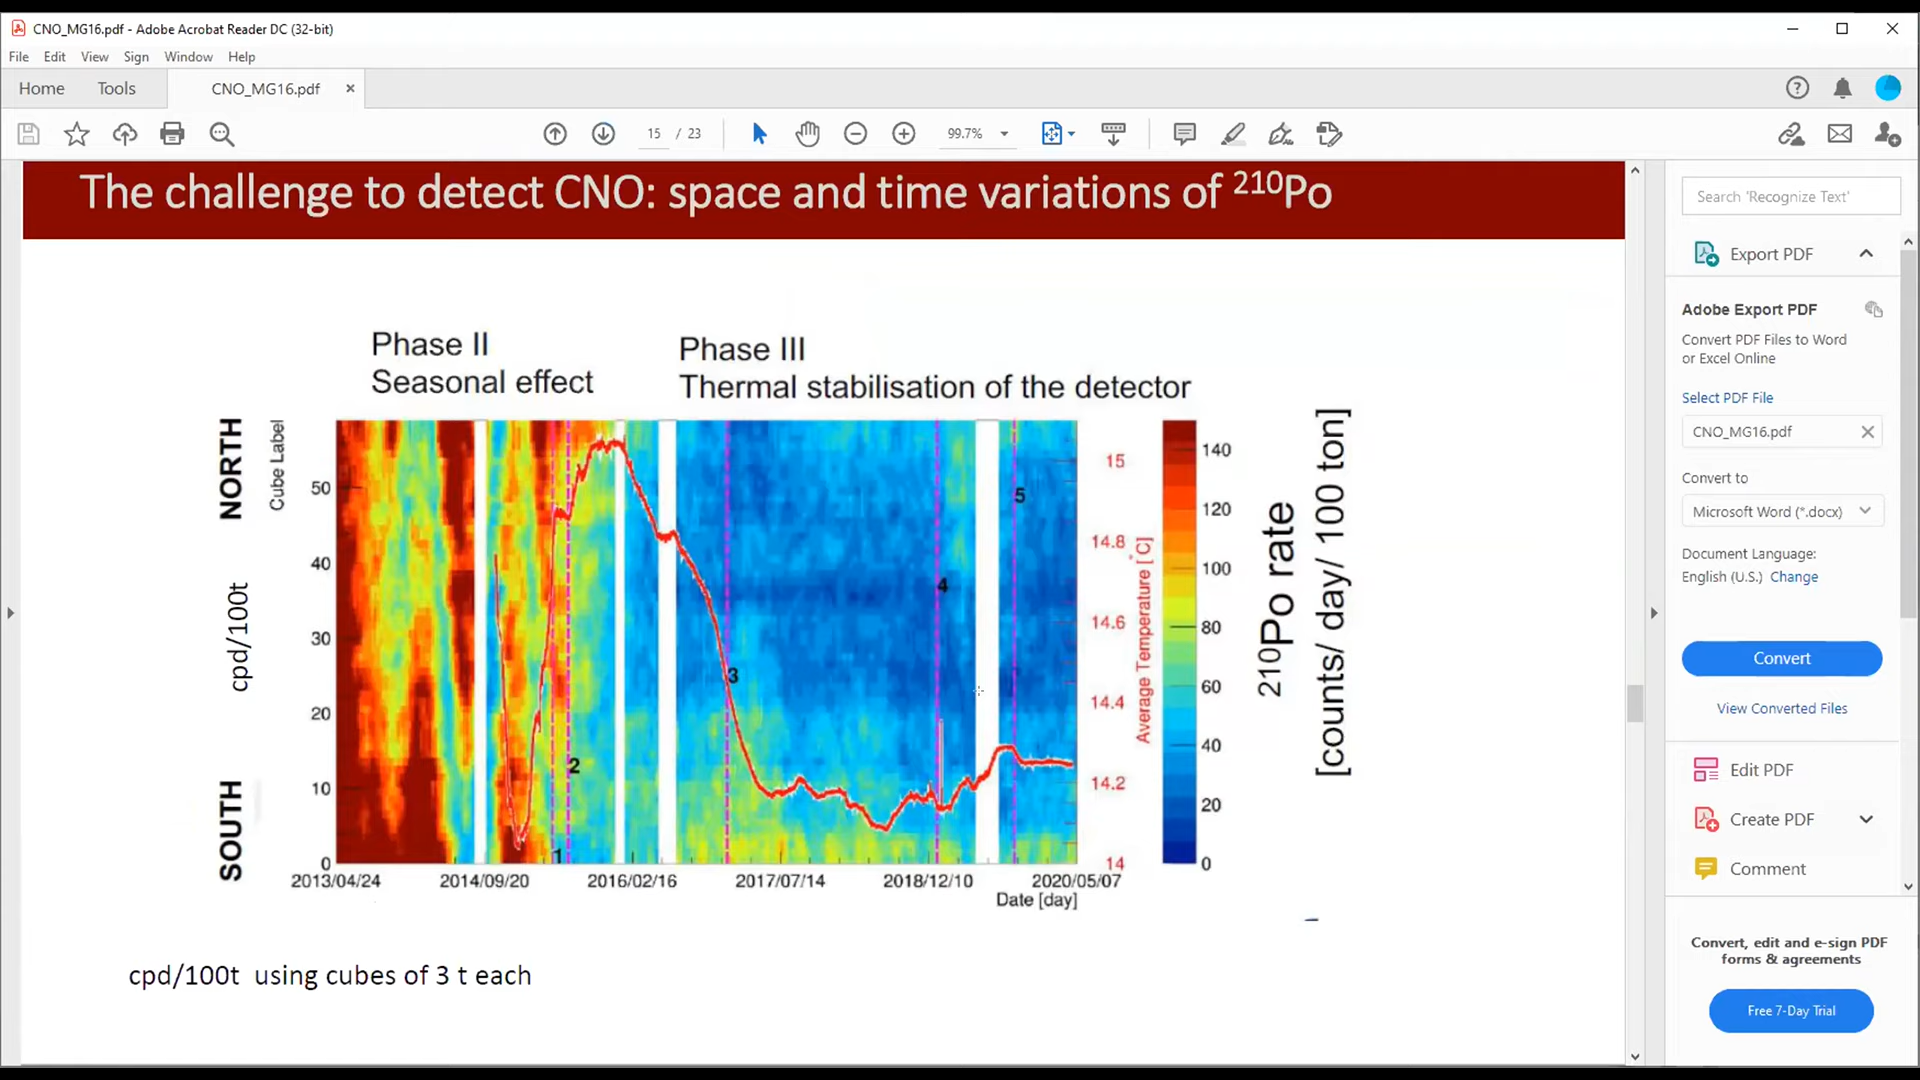 CNO_MG16.pdf - Adobe Acrobat Reader DC (32-bit)
File Edit View Sign Window Help
Home Tools CNO_MG16.pdf ×
15 / 23 99.7%
The challenge to detect CNO: space and time variations of ²¹⁰Po
Phase II
Seasonal effect
Phase III
Thermal stabilisation of the detector
NORTH
SOUTH
Cube Label
cpd/100t
50
40
30
20
10
0
1
2
3
4
5
2013/04/24 2014/09/20 2016/02/16 2017/07/14 2018/12/10 2020/05/07
Date [day]
15
14.8
14.6
14.4
14.2
14
Average Temperature [°C]
140
120
100
80
60
40
20
0
²¹⁰Po rate
[counts/ day/ 100 ton]
cpd/100t using cubes of 3 t each
Search 'Recognize Text'
Export PDF
Adobe Export PDF
Convert PDF Files to Word
or Excel Online
Select PDF File
CNO_MG16.pdf
Convert to
Microsoft Word (*.docx)
Document Language:
English (U.S.) Change
Convert
View Converted Files
Edit PDF
Create PDF
Comment
Convert, edit and e-sign PDF
forms & agreements
Free 7-Day Trial